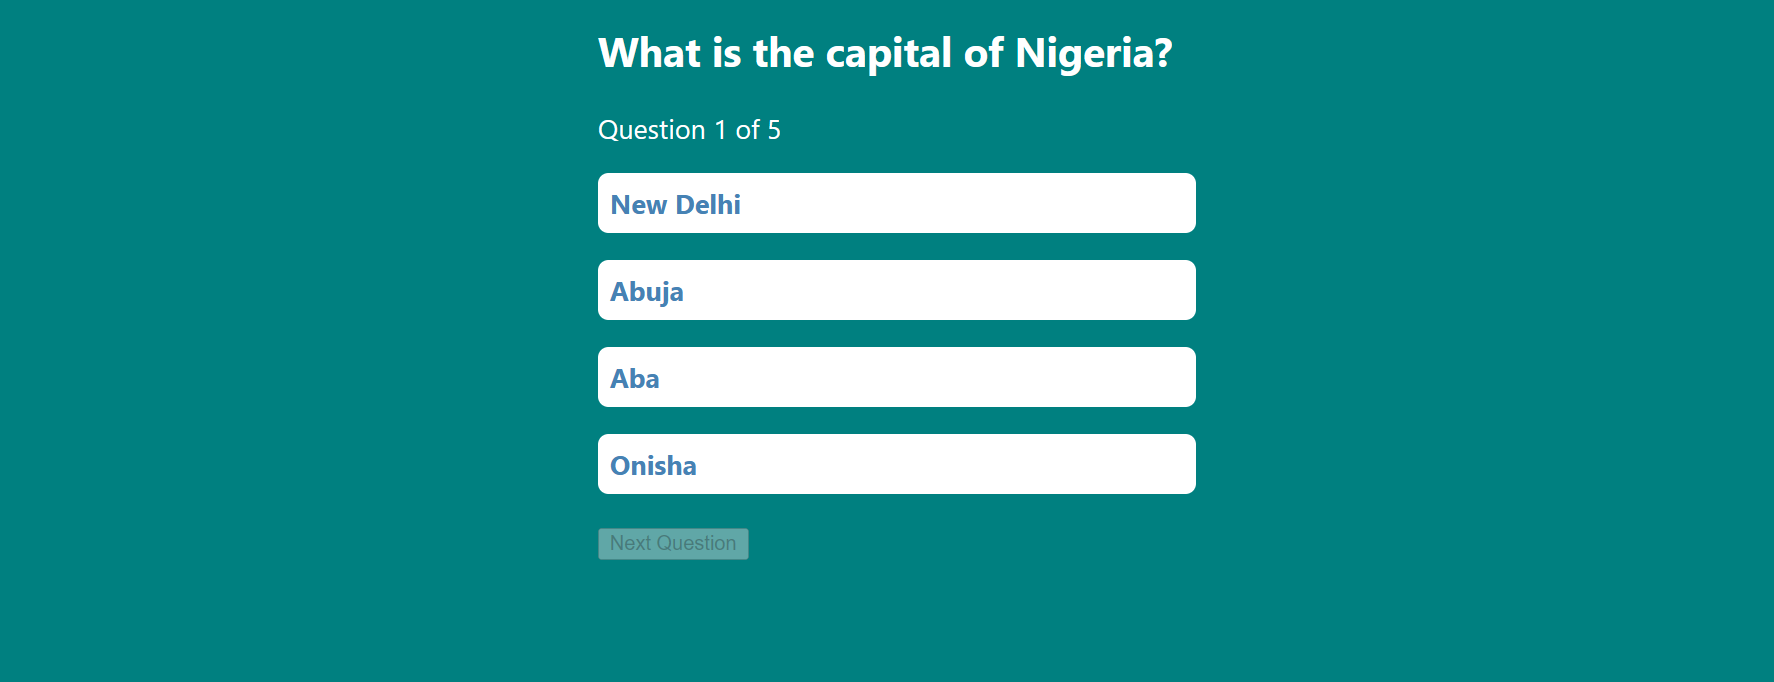 What is the capital of Nigeria?
Question 1 of 5
New Delhi
Abuja
Aba
Onisha
Next Question